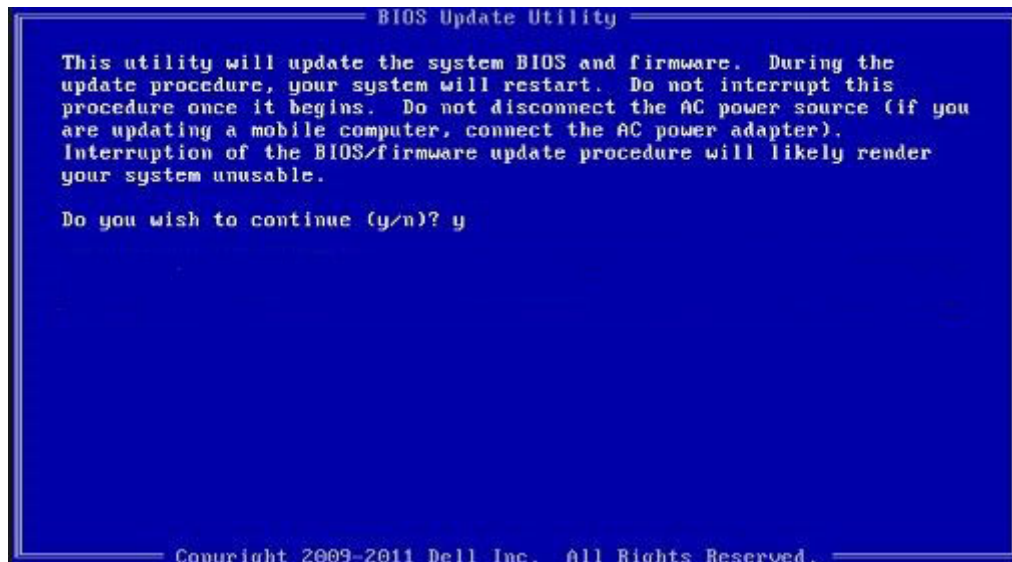 BIOS Update Utility
This utility will update the system BIOS and firmware. During the
update procedure, your system will restart. Do not interrupt this
procedure once it begins. Do not disconnect the AC power source (if you
are updating a mobile computer, connect the AC power adapter).
Interruption of the BIOS/firmware update procedure will likely render
your system unusable.
Do you wish to continue (y/n)? y
Copyright 2009-2011 Dell Inc. All Rights Reserved.